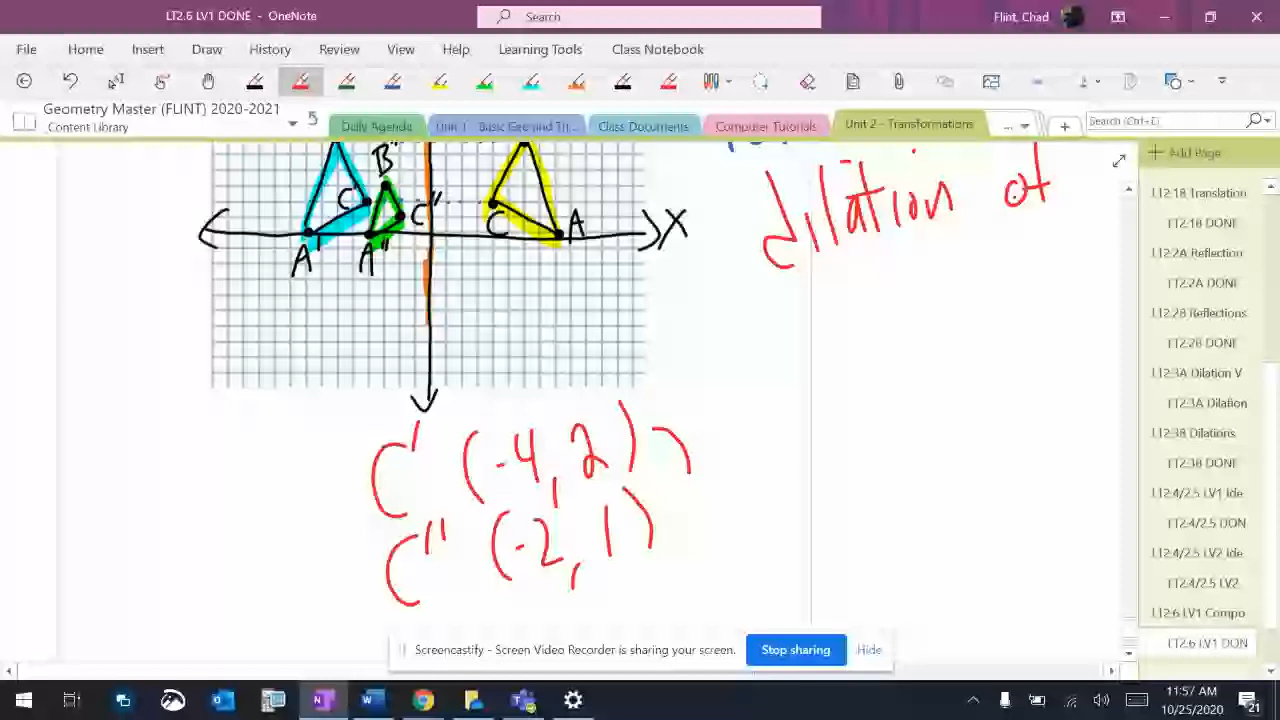 LT2.6 LV1 DONE - OneNote
Search
Flint, Chad
File Home Insert Draw History Review View Help Learning Tools Class Notebook
Geometry Master (FLINT) 2020-2021
Content Library
Daily Agenda
Unit 1 - Basic Geo and Th...
Class Documents
Computer Tutorials
Unit 2 - Transformations
...
Search (Ctrl+E)
Add Page
LT2.1B Translation
LT2.1B DONE
LT2.2A Reflection
LT2.2A DONE
LT2.2B Reflections
LT2.2B DONE
LT2.3A Dilation V
LT2.3A Dilation
LT2.3B Dilations
LT2.3B DONE
LT2.4/2.5 LV1 Ide
LT2.4/2.5 DON
LT2.4/2.5 LV2 Ide
LT2.4/2.5 LV2
LT2.6 LV1 Compo
LT2.6 LV1 DON
B"
C'
C"
C
A
X
A'
A"
dilation of
C' (-4, 2)
C" (-2, 1)
Screencastify - Screen Video Recorder is sharing your screen.
Stop sharing
Hide
11:57 AM
10/25/2020
21